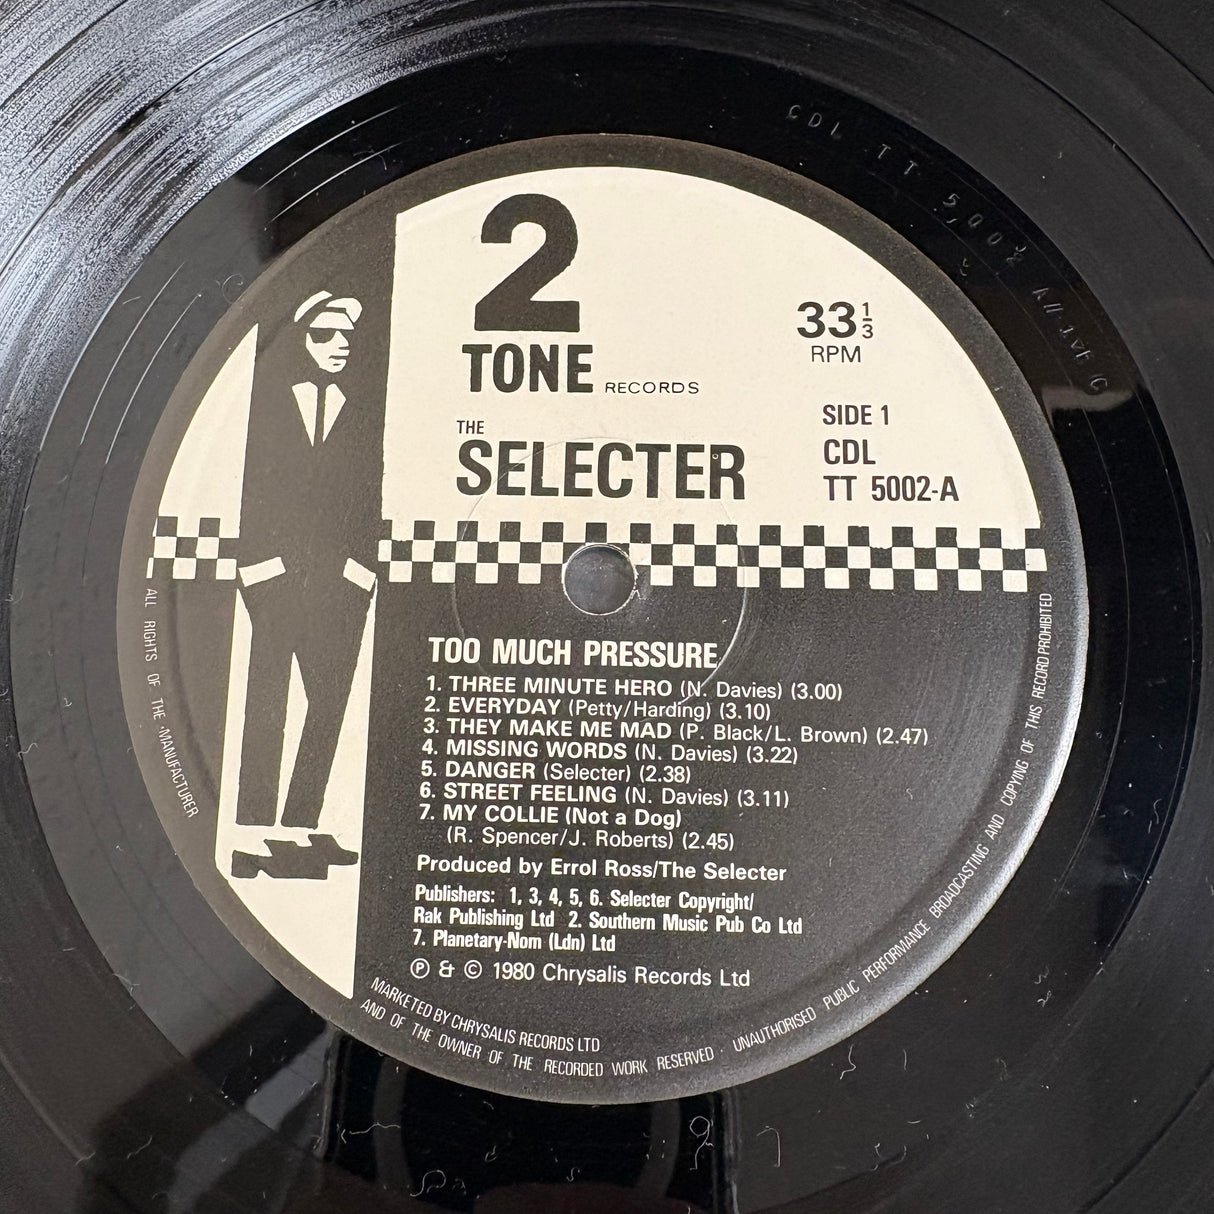 2
TONE RECORDS
THE
SELECTER
33⅓
RPM
SIDE 1
CDL
TT 5002-A
TOO MUCH PRESSURE
1. THREE MINUTE HERO (N. Davies) (3.00)
2. EVERYDAY (Petty/Harding) (3.10)
3. THEY MAKE ME MAD (P. Black/L. Brown) (2.47)
4. MISSING WORDS (N. Davies) (3.22)
5. DANGER (Selecter) (2.38)
6. STREET FEELING (N. Davies) (3.11)
7. MY COLLIE (Not a Dog)
(R. Spencer/J. Roberts) (2.45)
Produced by Errol Ross/The Selecter
Publishers: 1, 3, 4, 5, 6. Selecter Copyright/
Rak Publishing Ltd 2. Southern Music Pub Co Ltd
7. Planetary-Nom (Ldn) Ltd
℗ & © 1980 Chrysalis Records Ltd
MARKETED BY CHRYSALIS RECORDS LTD
ALL RIGHTS OF THE MANUFACTURER AND OF THE OWNER OF THE RECORDED WORK RESERVED · UNAUTHORISED PUBLIC PERFORMANCE BROADCASTING AND COPYING OF THIS RECORD PROHIBITED
CDL TT 5002